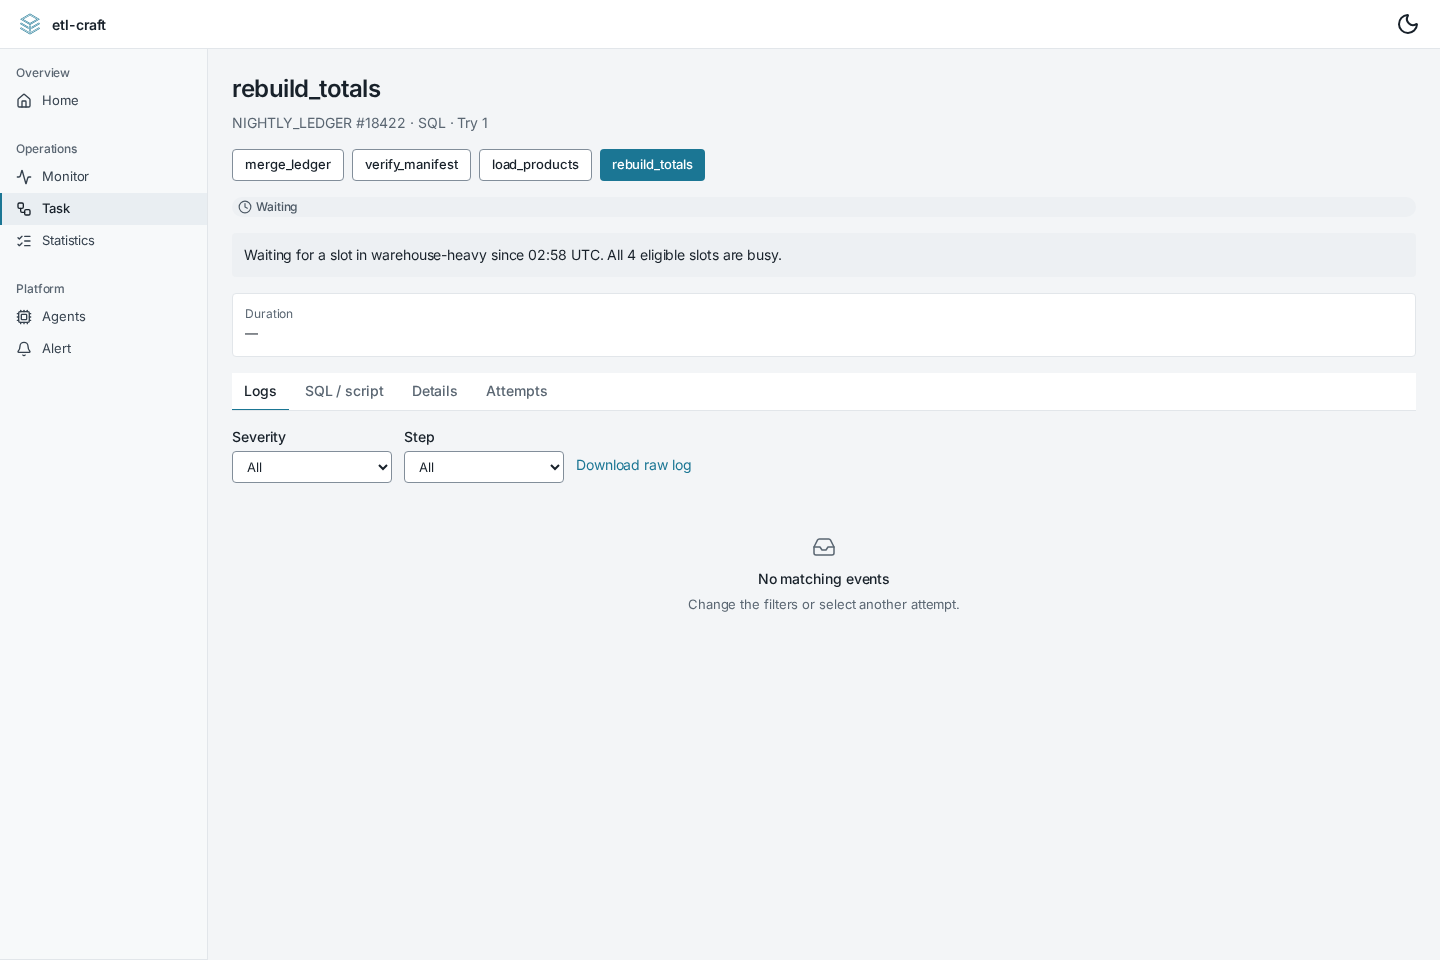 etl-craft
Overview
Home
Operations
Monitor
Task
Statistics
Platform
Agents
Alert
rebuild_totals
NIGHTLY_LEDGER #18422 · SQL · Try 1
merge_ledger verify_manifest load_products rebuild_totals
Waiting
Waiting for a slot in warehouse-heavy since 02:58 UTC. All 4 eligible slots are busy.
Duration
—
Logs SQL / script Details Attempts
Severity Step
All All Download raw log
No matching events
Change the filters or select another attempt.